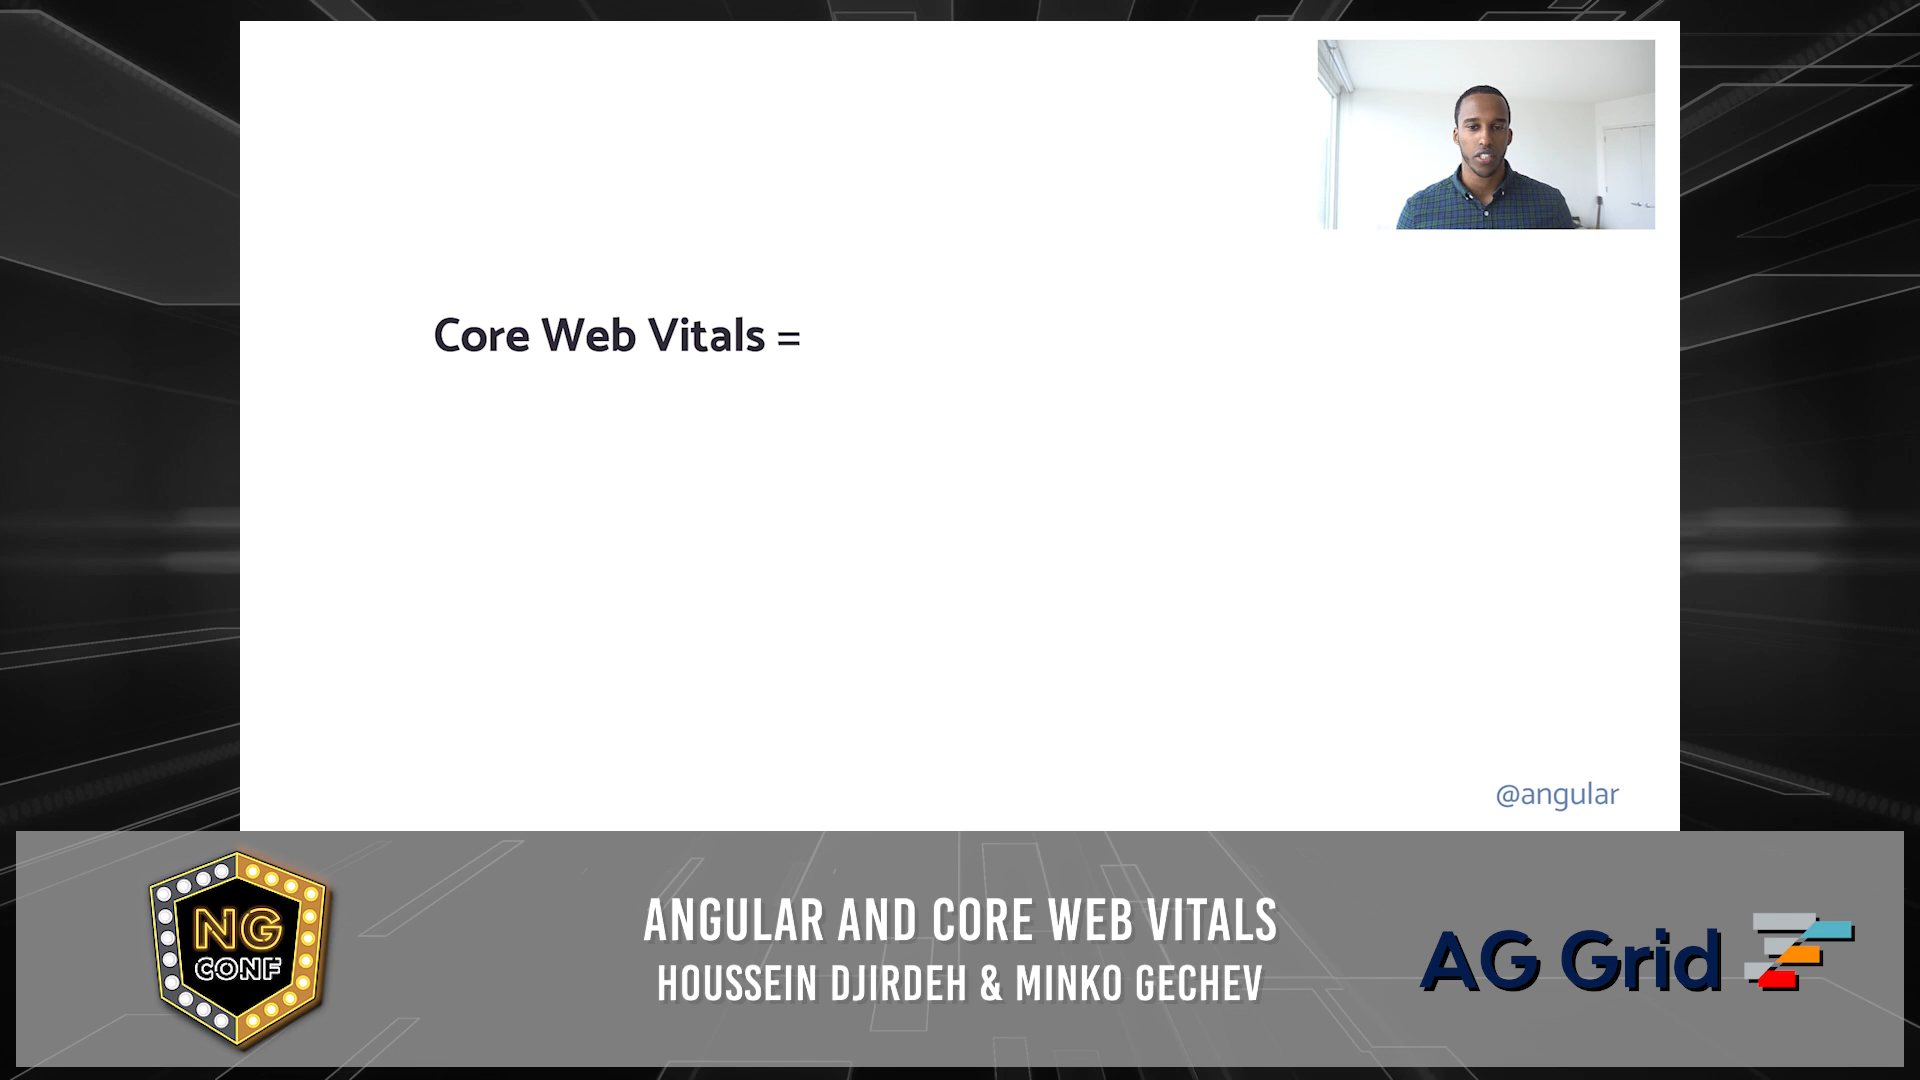 Core Web Vitals =
@angular
NG
CONF
ANGULAR AND CORE WEB VITALS
HOUSSEIN DJIRDEH & MINKO GECHEV
AG Grid